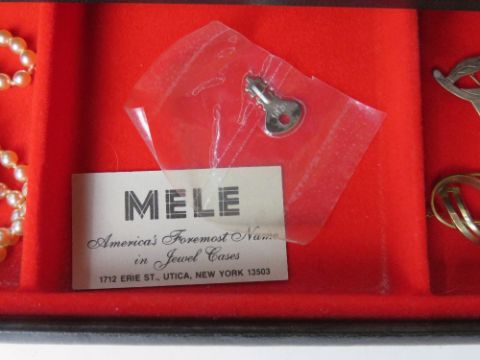 MELE
America's Foremost Name
in Jewel Cases
1712 ERIE ST., UTICA, NEW YORK 13503